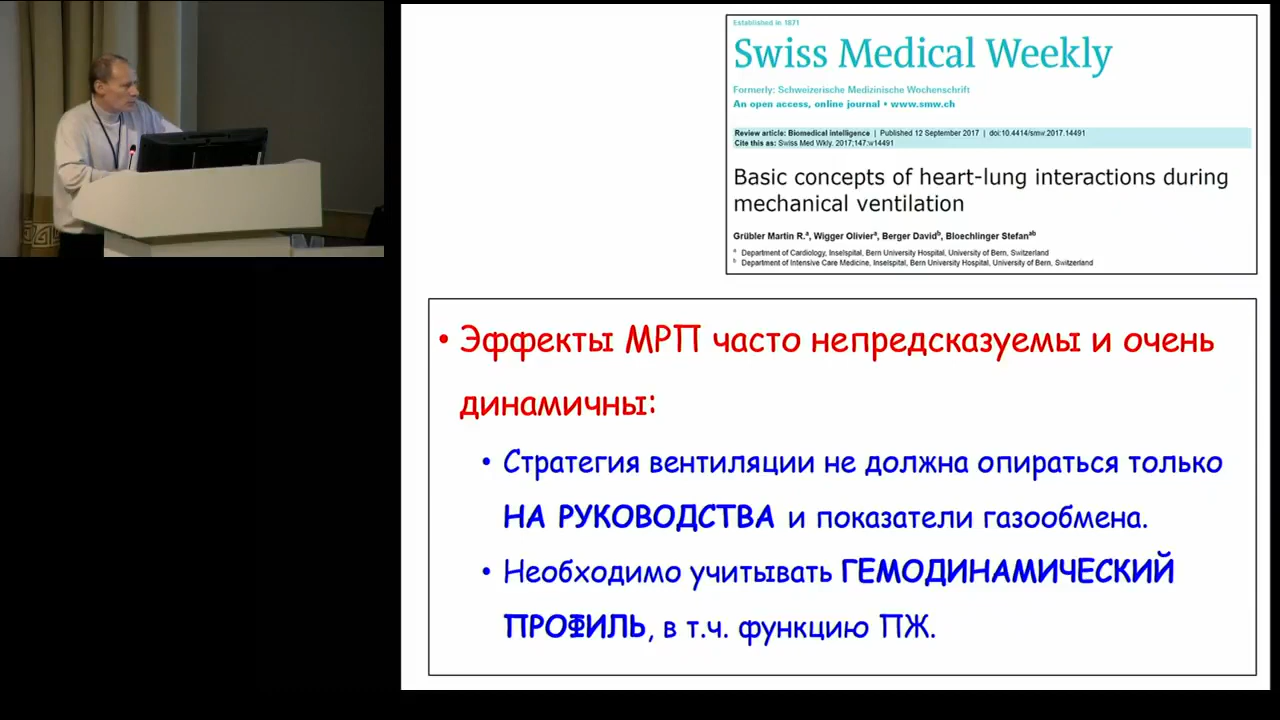 Established in 1871
Swiss Medical Weekly
Formerly: Schweizerische Medizinische Wochenschrift
An open access, online journal • www.smw.ch
Review article: Biomedical intelligence | Published 12 September 2017 | doi:10.4414/smw.2017.14491
Cite this as: Swiss Med Wkly. 2017;147:w14491
Basic concepts of heart-lung interactions during
mechanical ventilation
Grübler Martin R.a, Wigger Oliviera, Berger Davidb, Bloechlinger Stefanab
a Department of Cardiology, Inselspital, Bern University Hospital, University of Bern, Switzerland
b Department of Intensive Care Medicine, Inselspital, Bern University Hospital, University of Bern, Switzerland
• Эффекты МРП часто непредсказуемы и очень
динамичны:
• Стратегия вентиляции не должна опираться только
НА РУКОВОДСТВА и показатели газообмена.
• Необходимо учитывать ГЕМОДИНАМИЧЕСКИЙ
ПРОФИЛЬ, в т.ч. функцию ПЖ.